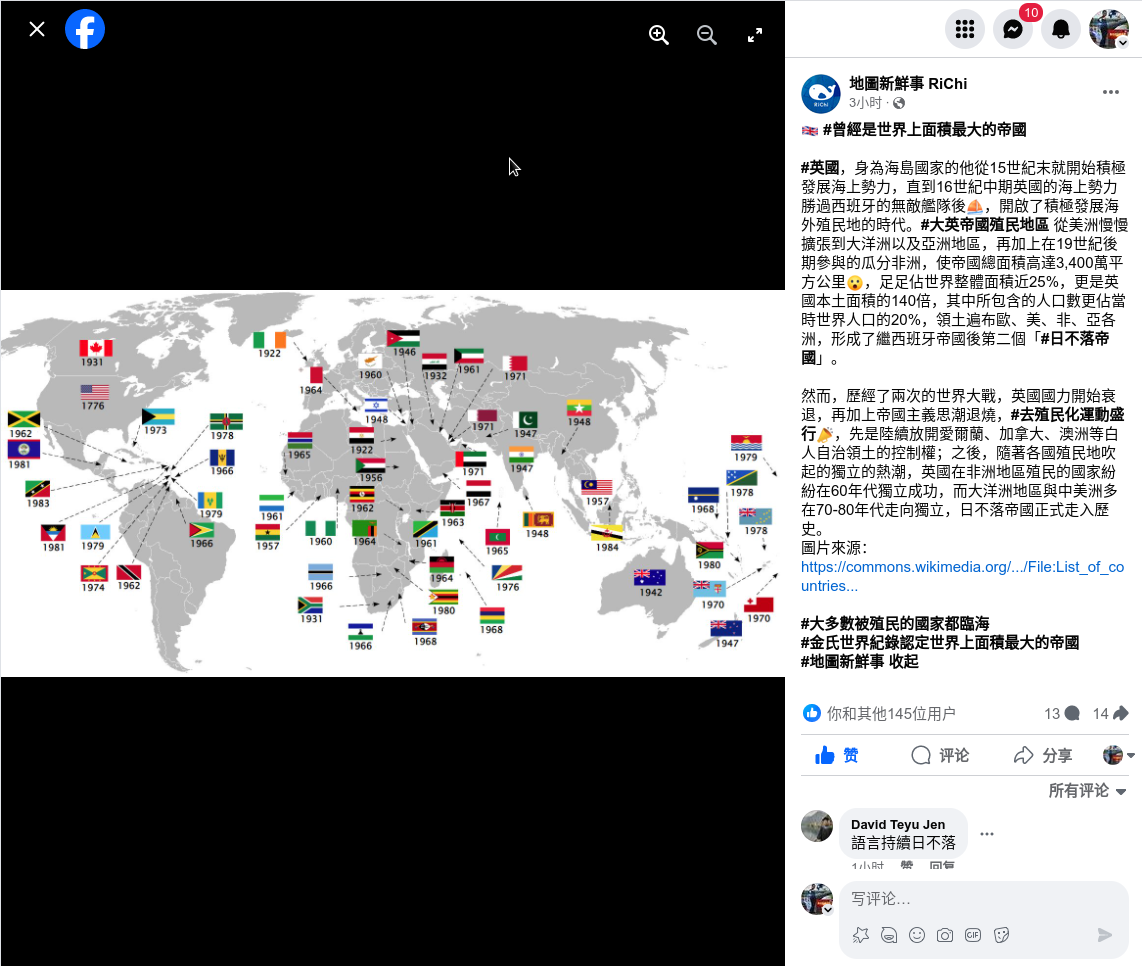 10
地圖新鮮事 RiChi
3小时 ·
#曾經是世界上面積最大的帝國
#英國，身為海島國家的他從15世紀末就開始積極
發展海上勢力，直到16世紀中期英國的海上勢力
勝過西班牙的無敵艦隊後⛵，開啟了積極發展海
外殖民地的時代。#大英帝國殖民地區 從美洲慢慢
擴張到大洋洲以及亞洲地區，再加上在19世紀後
期參與的瓜分非洲，使帝國總面積高達3,400萬平
方公里😮，足足佔世界整體面積近25%，更是英
國本土面積的140倍，其中所包含的人口數更佔當
時世界人口的20%，領土遍布歐、美、非、亞各
洲，形成了繼西班牙帝國後第二個「#日不落帝
國」。
然而，歷經了兩次的世界大戰，英國國力開始衰
退，再加上帝國主義思潮退燒，#去殖民化運動盛
行🎉，先是陸續放開愛爾蘭、加拿大、澳洲等白
人自治領土的控制權；之後，隨著各國殖民地吹
起的獨立的熱潮，英國在非洲地區殖民的國家紛
紛在60年代獨立成功，而大洋洲地區與中美洲多
在70-80年代走向獨立，日不落帝國正式走入歷
史。
圖片來源：
https://commons.wikimedia.org/.../File:List_of_co
untries...
#大多數被殖民的國家都臨海
#金氏世界紀錄認定世界上面積最大的帝國
#地圖新鮮事 收起
你和其他145位用户
13
14
赞
评论
分享
所有评论
David Teyu Jen
語言持續日不落
1小时 赞 回复
写评论…
GIF
RiChi
1931
1776
1962
1981
1983
1981
1979
1974
1962
1973
1978
1966
1979
1966
1922
1964
1960
1946
1932
1961
1971
1948
1965
1922
1956
1962
1961
1957
1960
1964
1966
1931
1966
1968
1980
1964
1961
1963
1967
1971
1971
1947
1947
1948
1948
1957
1965
1976
1968
1984
1942
1979
1978
1968
1978
1980
1970
1970
1947